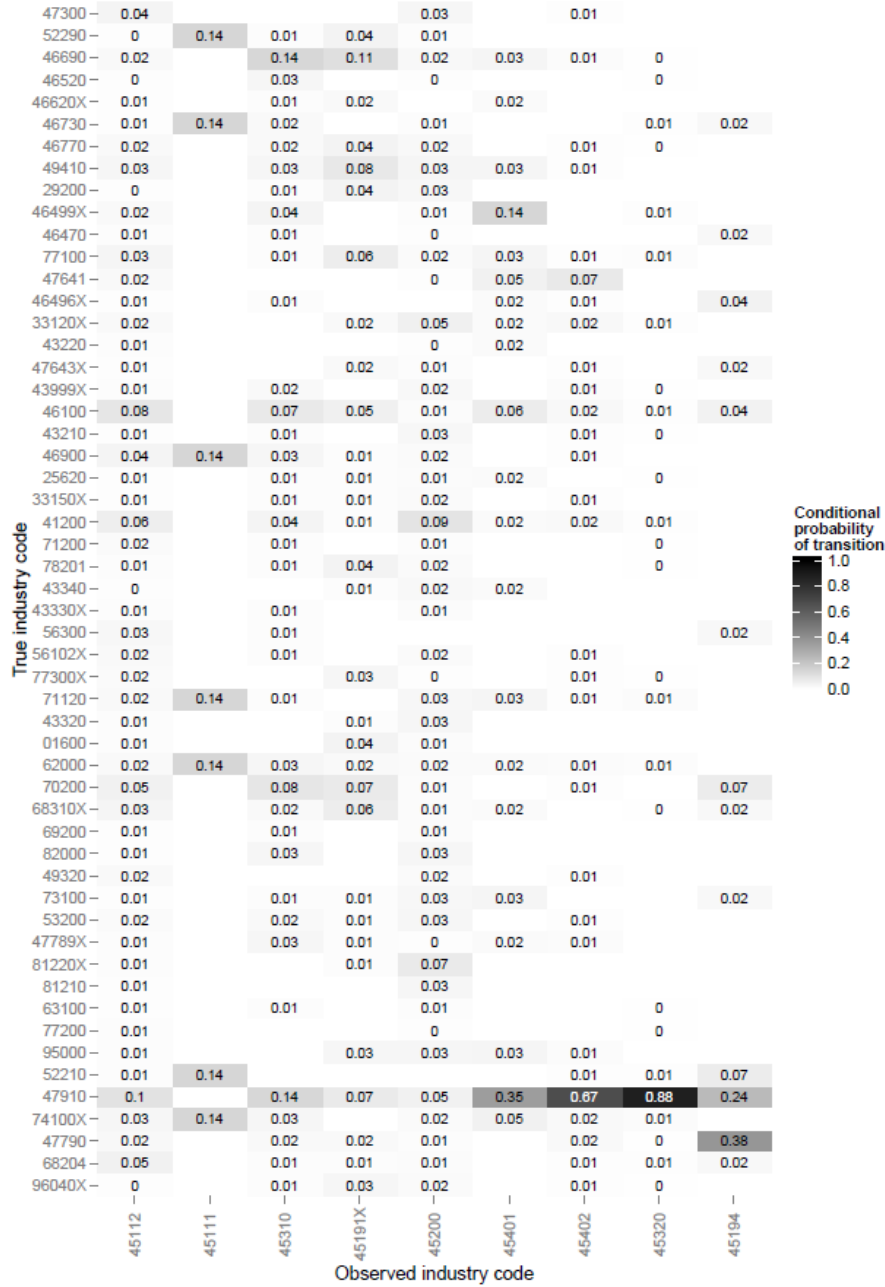 47300 0.04 0.03 0.01
52290 0 0.14 0.01 0.04 0.01
46690 0.02 0.14 0.11 0.02 0.03 0.01 0
46520 0 0.03 0 0
46620X 0.01 0.01 0.02 0.02
46730 0.01 0.14 0.02 0.01 0.01 0.02
46770 0.02 0.02 0.04 0.02 0.01 0
49410 0.03 0.03 0.08 0.03 0.03 0.01
29200 0 0.01 0.04 0.03
46499X 0.02 0.04 0.01 0.14 0.01
46470 0.01 0.01 0 0.02
77100 0.03 0.01 0.06 0.02 0.03 0.01 0.01
47641 0.02 0 0.05 0.07
46496X 0.01 0.01 0.02 0.01 0.04
33120X 0.02 0.02 0.05 0.02 0.02 0.01
43220 0.01 0 0.02
47643X 0.01 0.02 0.01 0.01 0.02
43999X 0.01 0.02 0.02 0.01 0
46100 0.08 0.07 0.05 0.01 0.06 0.02 0.01 0.04
43210 0.01 0.01 0.03 0.01 0
46900 0.04 0.14 0.03 0.01 0.02 0.01
25620 0.01 0.01 0.01 0.01 0.02 0
33150X 0.01 0.01 0.01 0.02 0.01
41200 0.06 0.04 0.01 0.09 0.02 0.02 0.01
71200 0.02 0.01 0.01 0
78201 0.01 0.01 0.04 0.02 0
43340 0 0.01 0.02 0.02
43330X 0.01 0.01 0.01
56300 0.03 0.01 0.02
56102X 0.02 0.01 0.02 0.01
77300X 0.02 0.03 0 0.01 0
71120 0.02 0.14 0.01 0.03 0.03 0.01 0.01
43320 0.01 0.01 0.03
01600 0.01 0.04 0.01
62000 0.02 0.14 0.03 0.02 0.02 0.02 0.01 0.01
70200 0.05 0.08 0.07 0.01 0.01 0.07
68310X 0.03 0.02 0.06 0.01 0.02 0 0.02
69200 0.01 0.01 0.01
82000 0.01 0.03 0.03
49320 0.02 0.02 0.01
73100 0.01 0.01 0.01 0.03 0.03 0.02
53200 0.02 0.02 0.01 0.03 0.01
47789X 0.01 0.03 0.01 0 0.02 0.01
81220X 0.01 0.01 0.07
81210 0.01 0.03
63100 0.01 0.01 0.01 0
77200 0.01 0 0
95000 0.01 0.03 0.03 0.03 0.01
52210 0.01 0.14 0.01 0.01 0.07
47910 0.1 0.14 0.07 0.05 0.35 0.67 0.88 0.24
74100X 0.03 0.14 0.03 0.02 0.05 0.02 0.01
47790 0.02 0.02 0.02 0.01 0.02 0 0.38
68204 0.05 0.01 0.01 0.01 0.01 0.01 0.02
96040X 0 0.01 0.03 0.02 0.01 0
45112 45111 45310 45191X 45200 45401 45402 45320 45194
Observed industry code
True industry code
Conditional
probability
of transition
1.0
0.8
0.6
0.4
0.2
0.0